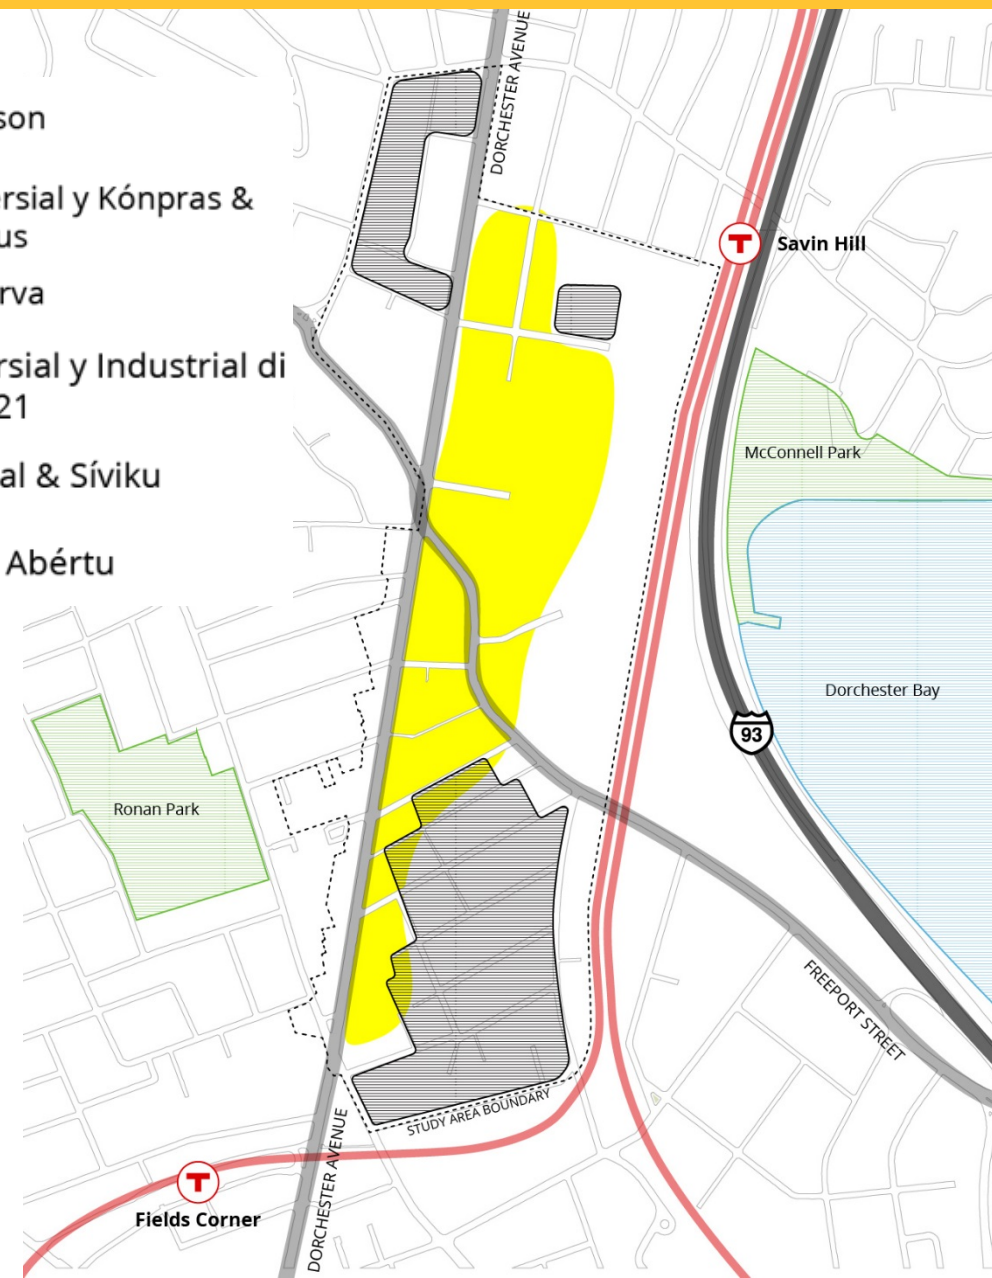 son
ersial y Kónpras &
us
rva
rsial y Industrial di
21
al & Síviku
Abértu
DORCHESTER AVENUE
T Savin Hill
McConnell Park
Dorchester Bay
93
Ronan Park
FREEPORT STREET
STUDY AREA BOUNDARY
DORCHESTER AVENUE
T
Fields Corner